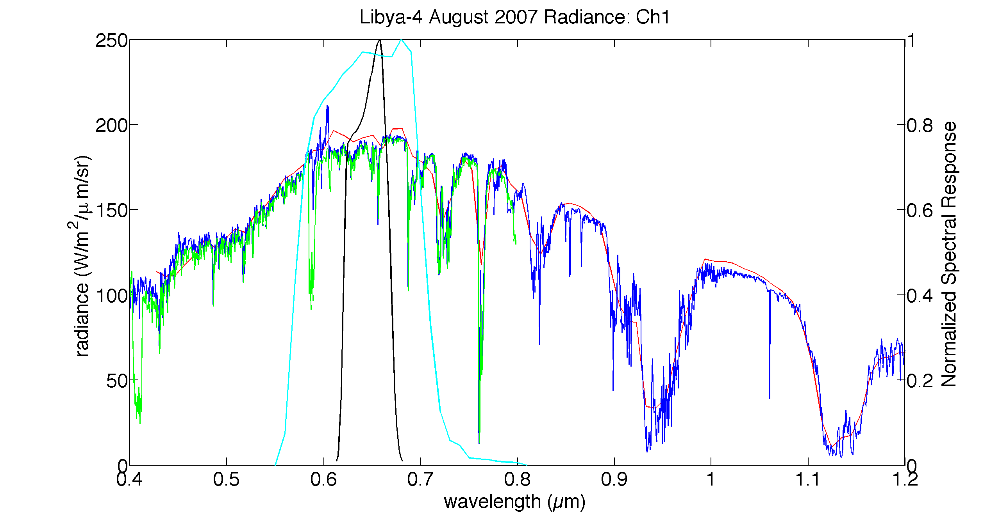 Libya-4 August 2007 Radiance: Ch1
250
200
150
100
50
0
radiance (W/m²/μ m/sr)
1
0.8
0.6
0.4
0.2
0
Normalized Spectral Response
0.4 0.5 0.6 0.7 0.8 0.9 1 1.1 1.2
wavelength (μm)